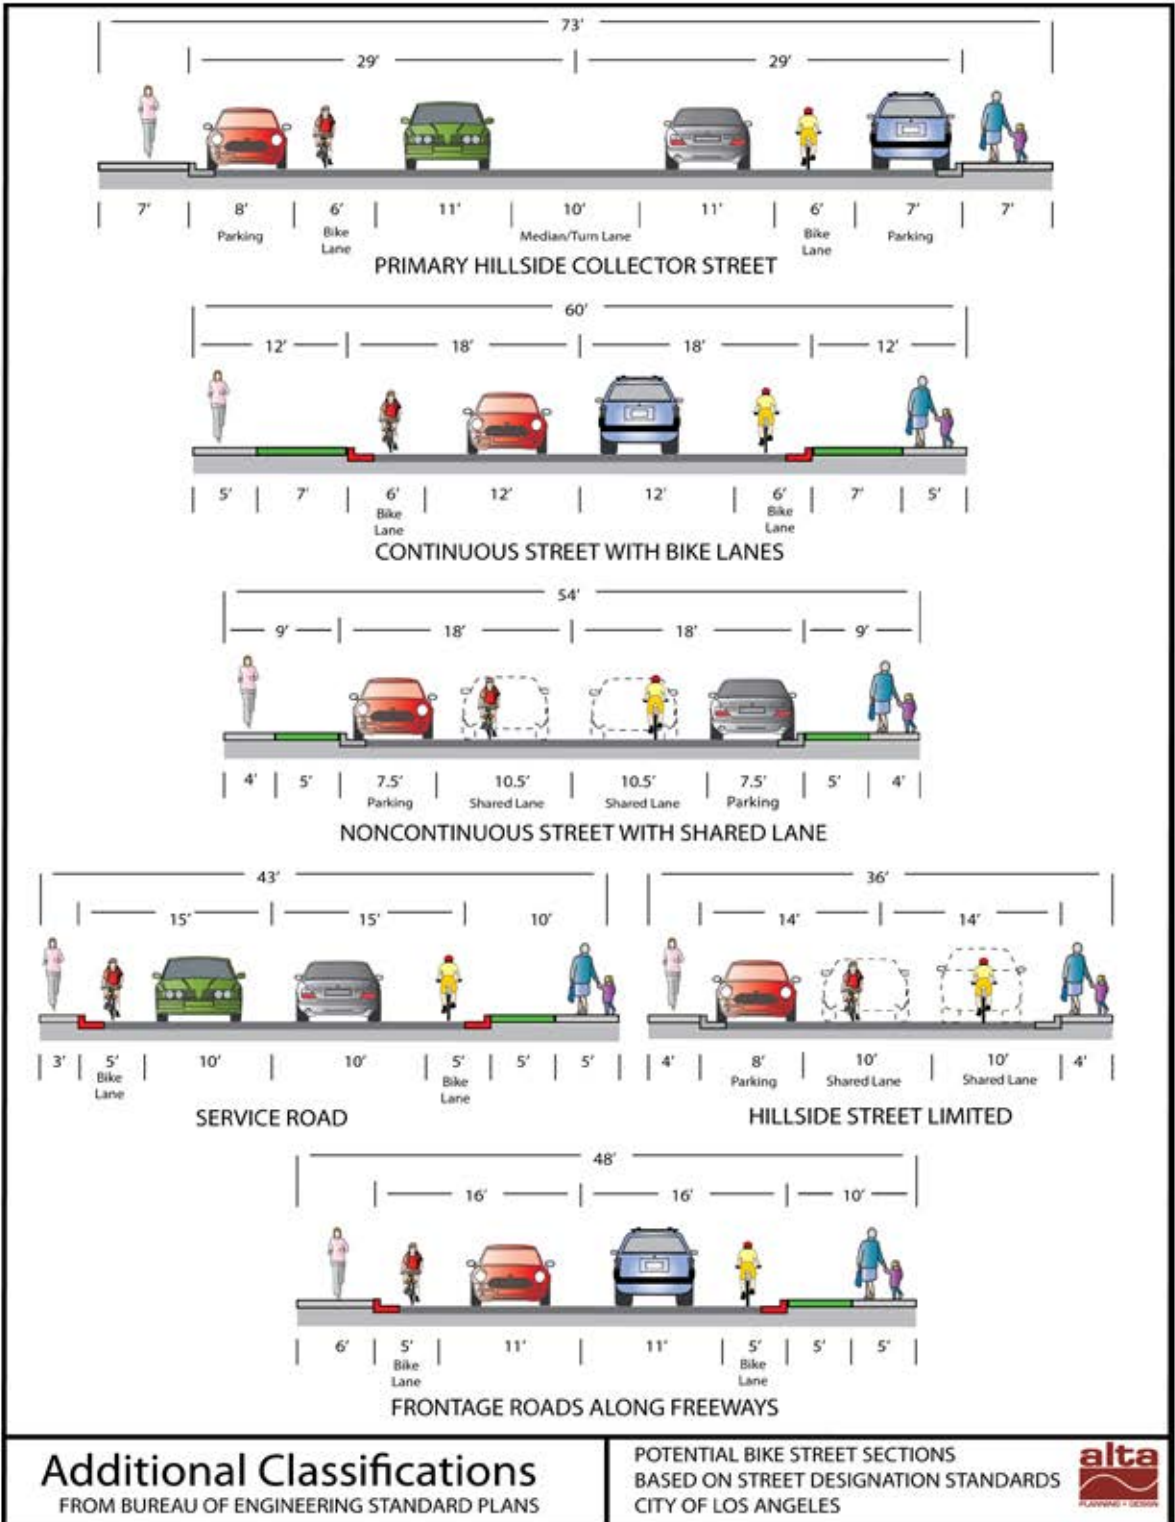 73'
29' 29'
7' 8' 6' 11' 10' 11' 6' 7' 7'
Parking Bike Median/Turn Lane Bike Parking
Lane Lane
PRIMARY HILLSIDE COLLECTOR STREET
60'
12' 18' 18' 12'
5' 7' 6' 12' 12' 6' 7' 5'
Bike Bike
Lane Lane
CONTINUOUS STREET WITH BIKE LANES
54'
9' 18' 18' 9'
4' 5' 7.5' 10.5' 10.5' 7.5' 5' 4'
Parking Shared Lane Shared Lane Parking
NONCONTINUOUS STREET WITH SHARED LANE
43'
15' 15' 10'
3' 5' 10' 10' 5' 5' 5'
Bike Bike
Lane Lane
SERVICE ROAD
36'
14' 14'
4' 8' 10' 10' 4'
Parking Shared Lane Shared Lane
HILLSIDE STREET LIMITED
48'
16' 16' 10'
6' 5' 11' 11' 5' 5' 5'
Bike Bike
Lane Lane
FRONTAGE ROADS ALONG FREEWAYS
Additional Classifications
FROM BUREAU OF ENGINEERING STANDARD PLANS
POTENTIAL BIKE STREET SECTIONS
BASED ON STREET DESIGNATION STANDARDS
CITY OF LOS ANGELES
alta
PLANNING + DESIGN